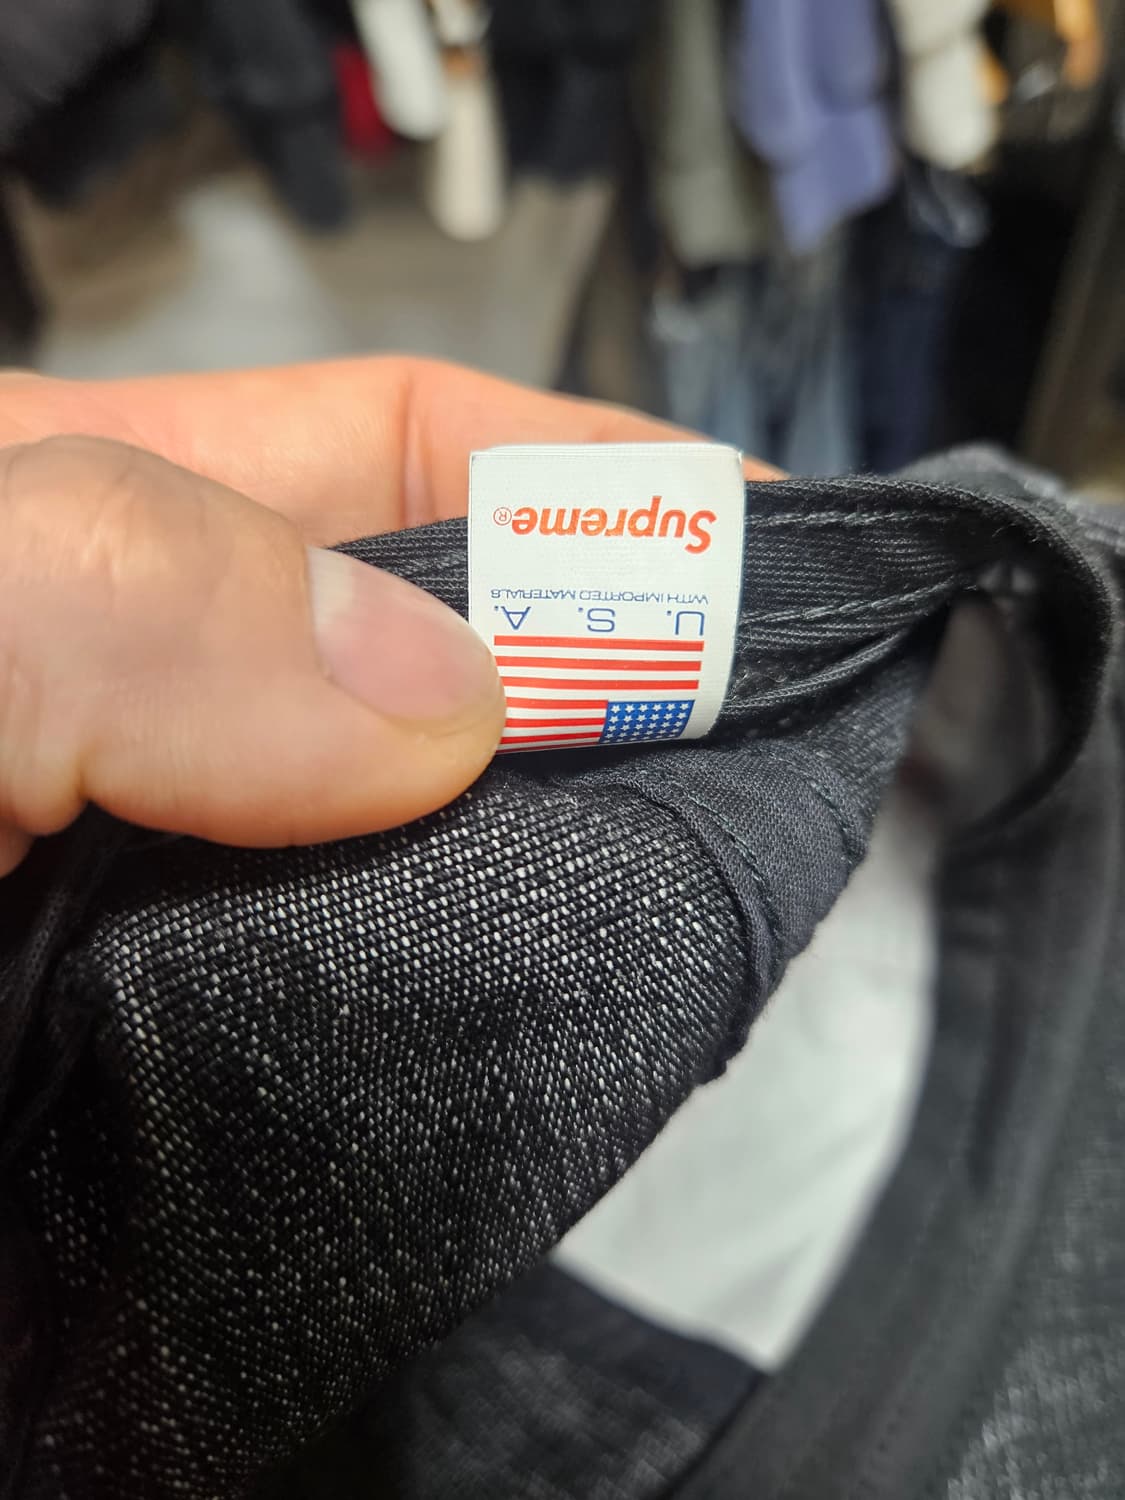 U. S. A.
WITH IMPORTED MATERIALS
Supreme®